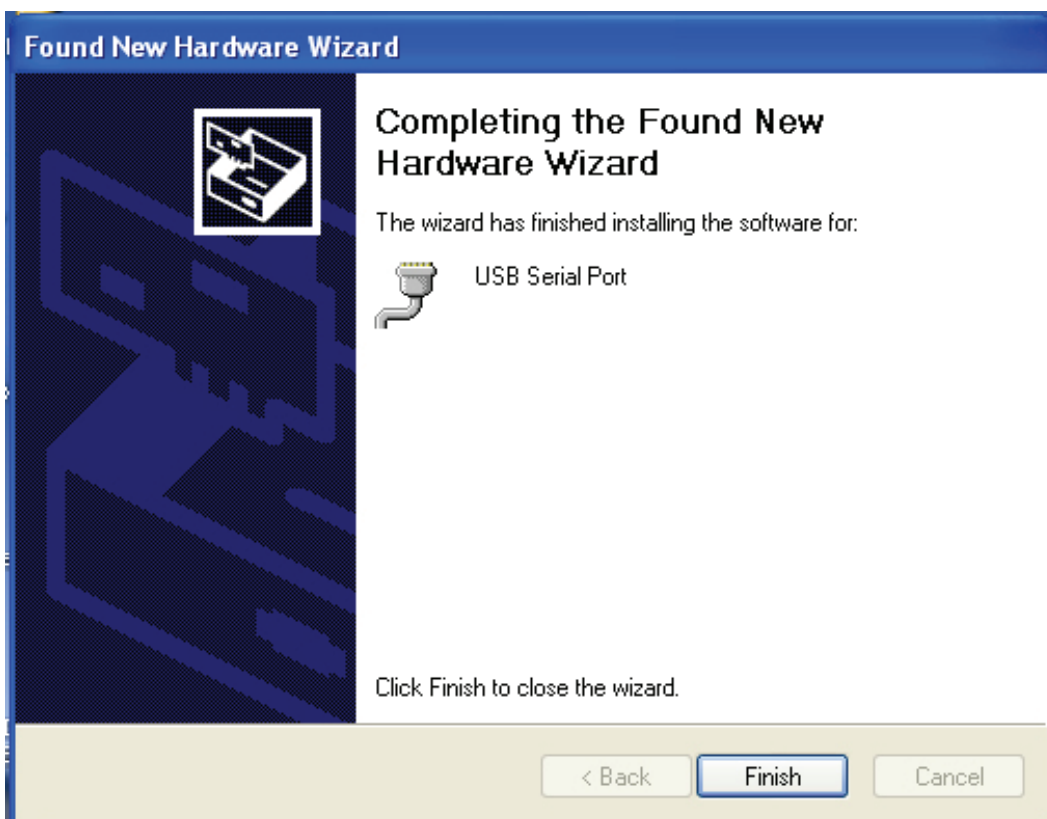 Found New Hardware Wizard
Completing the Found New
Hardware Wizard
The wizard has finished installing the software for:
USB Serial Port
Click Finish to close the wizard.
< Back
Finish
Cancel